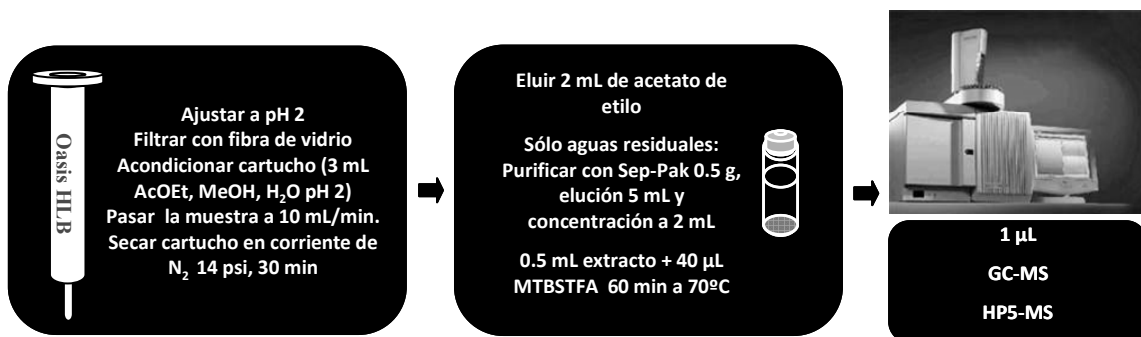 Oasis HLB
Ajustar a pH 2
Filtrar con fibra de vidrio
Acondicionar cartucho (3 mL
AcOEt, MeOH, H₂O pH 2)
Pasar la muestra a 10 mL/min.
Secar cartucho en corriente de
N₂ 14 psi, 30 min
Eluir 2 mL de acetato de
etilo
Sólo aguas residuales:
Purificar con Sep-Pak 0.5 g,
elución 5 mL y
concentración a 2 mL
0.5 mL extracto + 40 µL
MTBSTFA 60 min a 70ºC
1 µL
GC-MS
HP5-MS